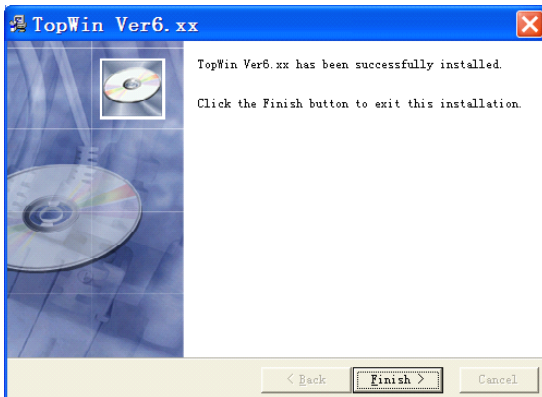 TopWin Ver6.xx
TopWin Ver6.xx has been successfully installed.
Click the Finish button to exit this installation.
< Back
Finish >
Cancel